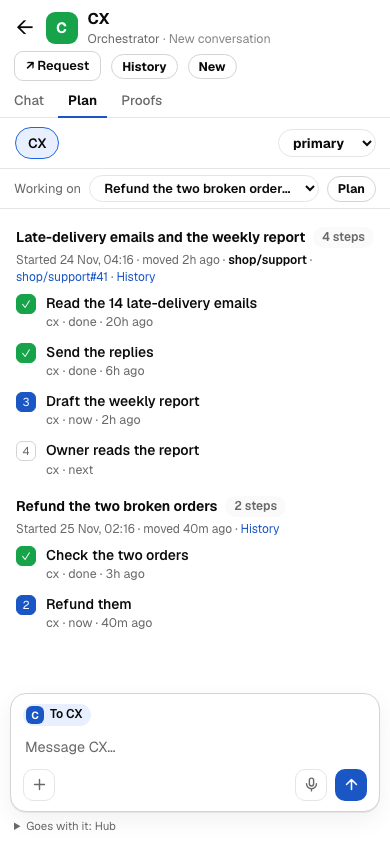 C
CX
Orchestrator · New conversation
↗ Request History New
Chat Plan Proofs
CX primary
Working on Refund the two broken order... Plan
Late-delivery emails and the weekly report 4 steps
Started 24 Nov, 04:16 · moved 2h ago · shop/support ·
shop/support#41 · History
Read the 14 late-delivery emails
cx · done · 20h ago
Send the replies
cx · done · 6h ago
3 Draft the weekly report
cx · now · 2h ago
4 Owner reads the report
cx · next
Refund the two broken orders 2 steps
Started 25 Nov, 02:16 · moved 40m ago · History
Check the two orders
cx · done · 3h ago
2 Refund them
cx · now · 40m ago
C To CX
Message CX...
Goes with it: Hub